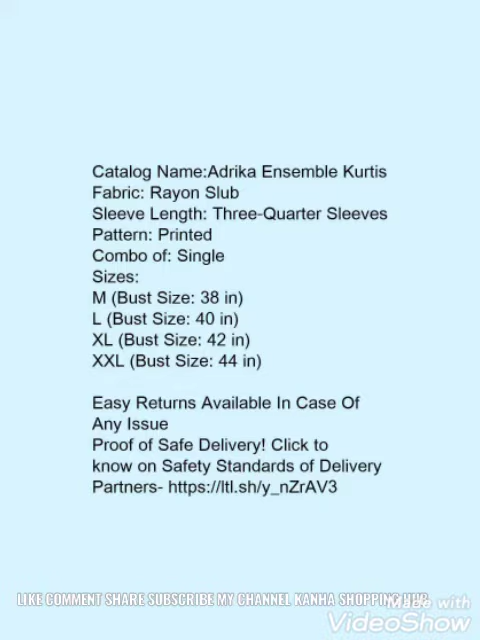 Catalog Name:Adrika Ensemble Kurtis
Fabric: Rayon Slub
Sleeve Length: Three-Quarter Sleeves
Pattern: Printed
Combo of: Single
Sizes:
M (Bust Size: 38 in)
L (Bust Size: 40 in)
XL (Bust Size: 42 in)
XXL (Bust Size: 44 in)
Easy Returns Available In Case Of
Any Issue
Proof of Safe Delivery! Click to
know on Safety Standards of Delivery
Partners- https://ltl.sh/y_nZrAV3
LIKE COMMENT SHARE SUBSCRIBE MY CHANNEL KANHA SHOPPING
Made with
VideoShow